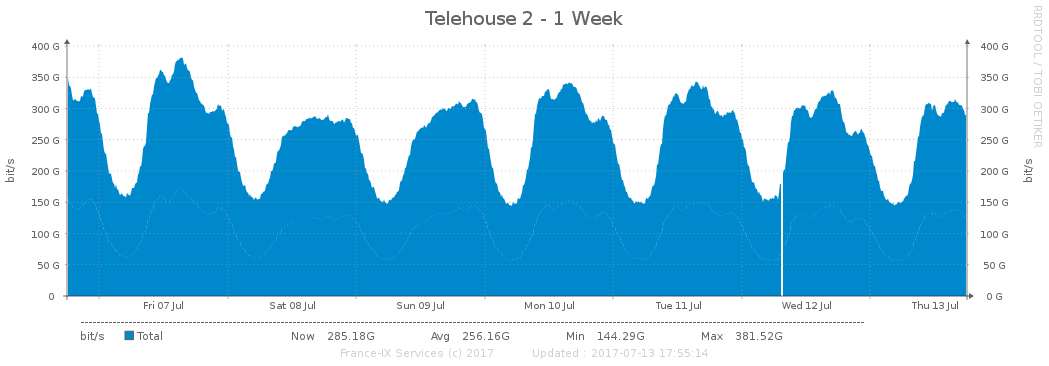 Telehouse 2 - 1 Week
RRDTOOL / TOBI OETIKER
400 G 400 G
350 G 350 G
300 G 300 G
250 G 250 G
200 G 200 G
150 G 150 G
100 G 100 G
50 G 50 G
0 0 G
bit/s bit/s
Fri 07 Jul Sat 08 Jul Sun 09 Jul Mon 10 Jul Tue 11 Jul Wed 12 Jul Thu 13 Jul
bit/s Total Now 285.18G Avg 256.16G Min 144.29G Max 381.52G
France-IX Services (c) 2017 Updated : 2017-07-13 17:55:14